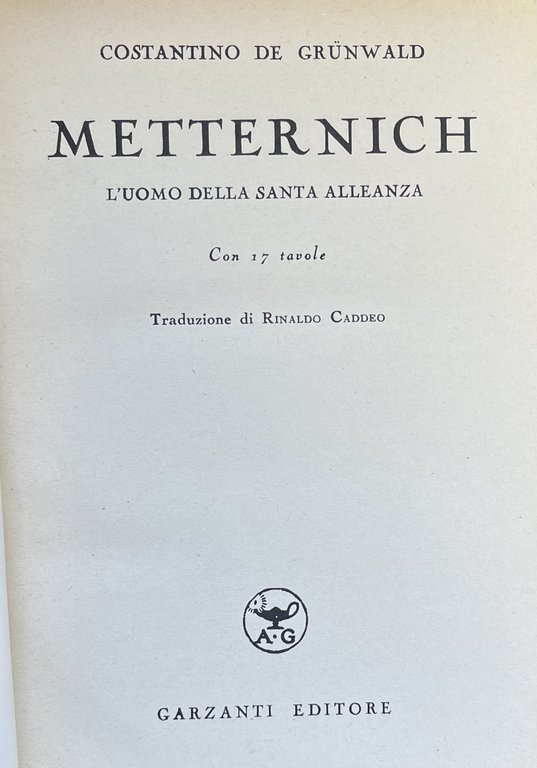 COSTANTINO DE GRÜNWALD
METTERNICH
L'UOMO DELLA SANTA ALLEANZA
Con 17 tavole
Traduzione di RINALDO CADDEO
A·G
GARZANTI EDITORE